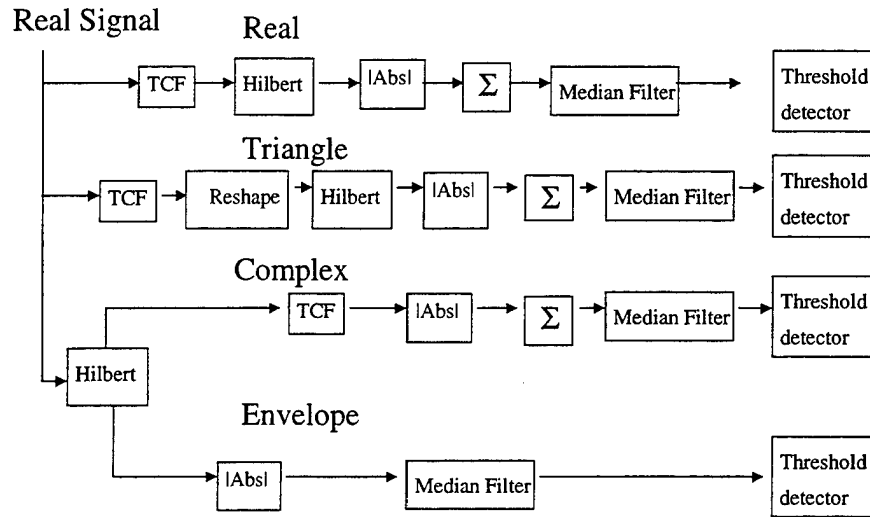 Real Signal
Real
TCF
Hilbert
|Abs|
Σ
Median Filter
Threshold
detector
Triangle
TCF
Reshape
Hilbert
|Abs|
Σ
Median Filter
Threshold
detector
Complex
TCF
|Abs|
Σ
Median Filter
Threshold
detector
Hilbert
Envelope
|Abs|
Median Filter
Threshold
detector